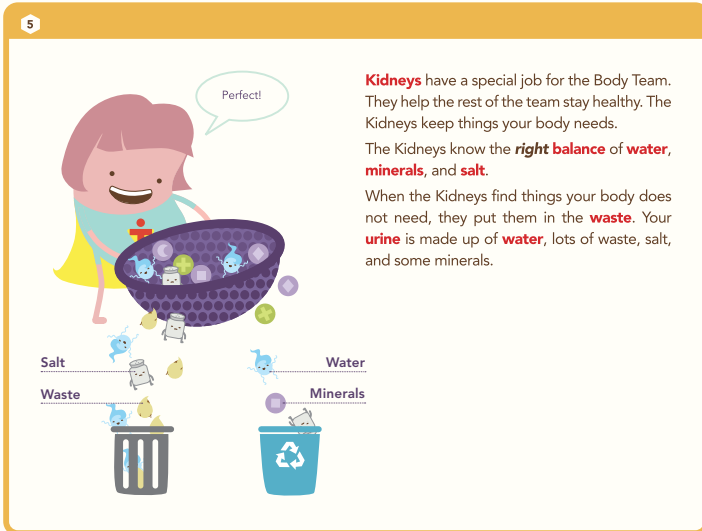 5
Perfect!
Kidneys have a special job for the Body Team.
They help the rest of the team stay healthy. The
Kidneys keep things your body needs.
The Kidneys know the right balance of water,
minerals, and salt.
When the Kidneys find things your body does
not need, they put them in the waste. Your
urine is made up of water, lots of waste, salt,
and some minerals.
Salt
Water
Waste
Minerals